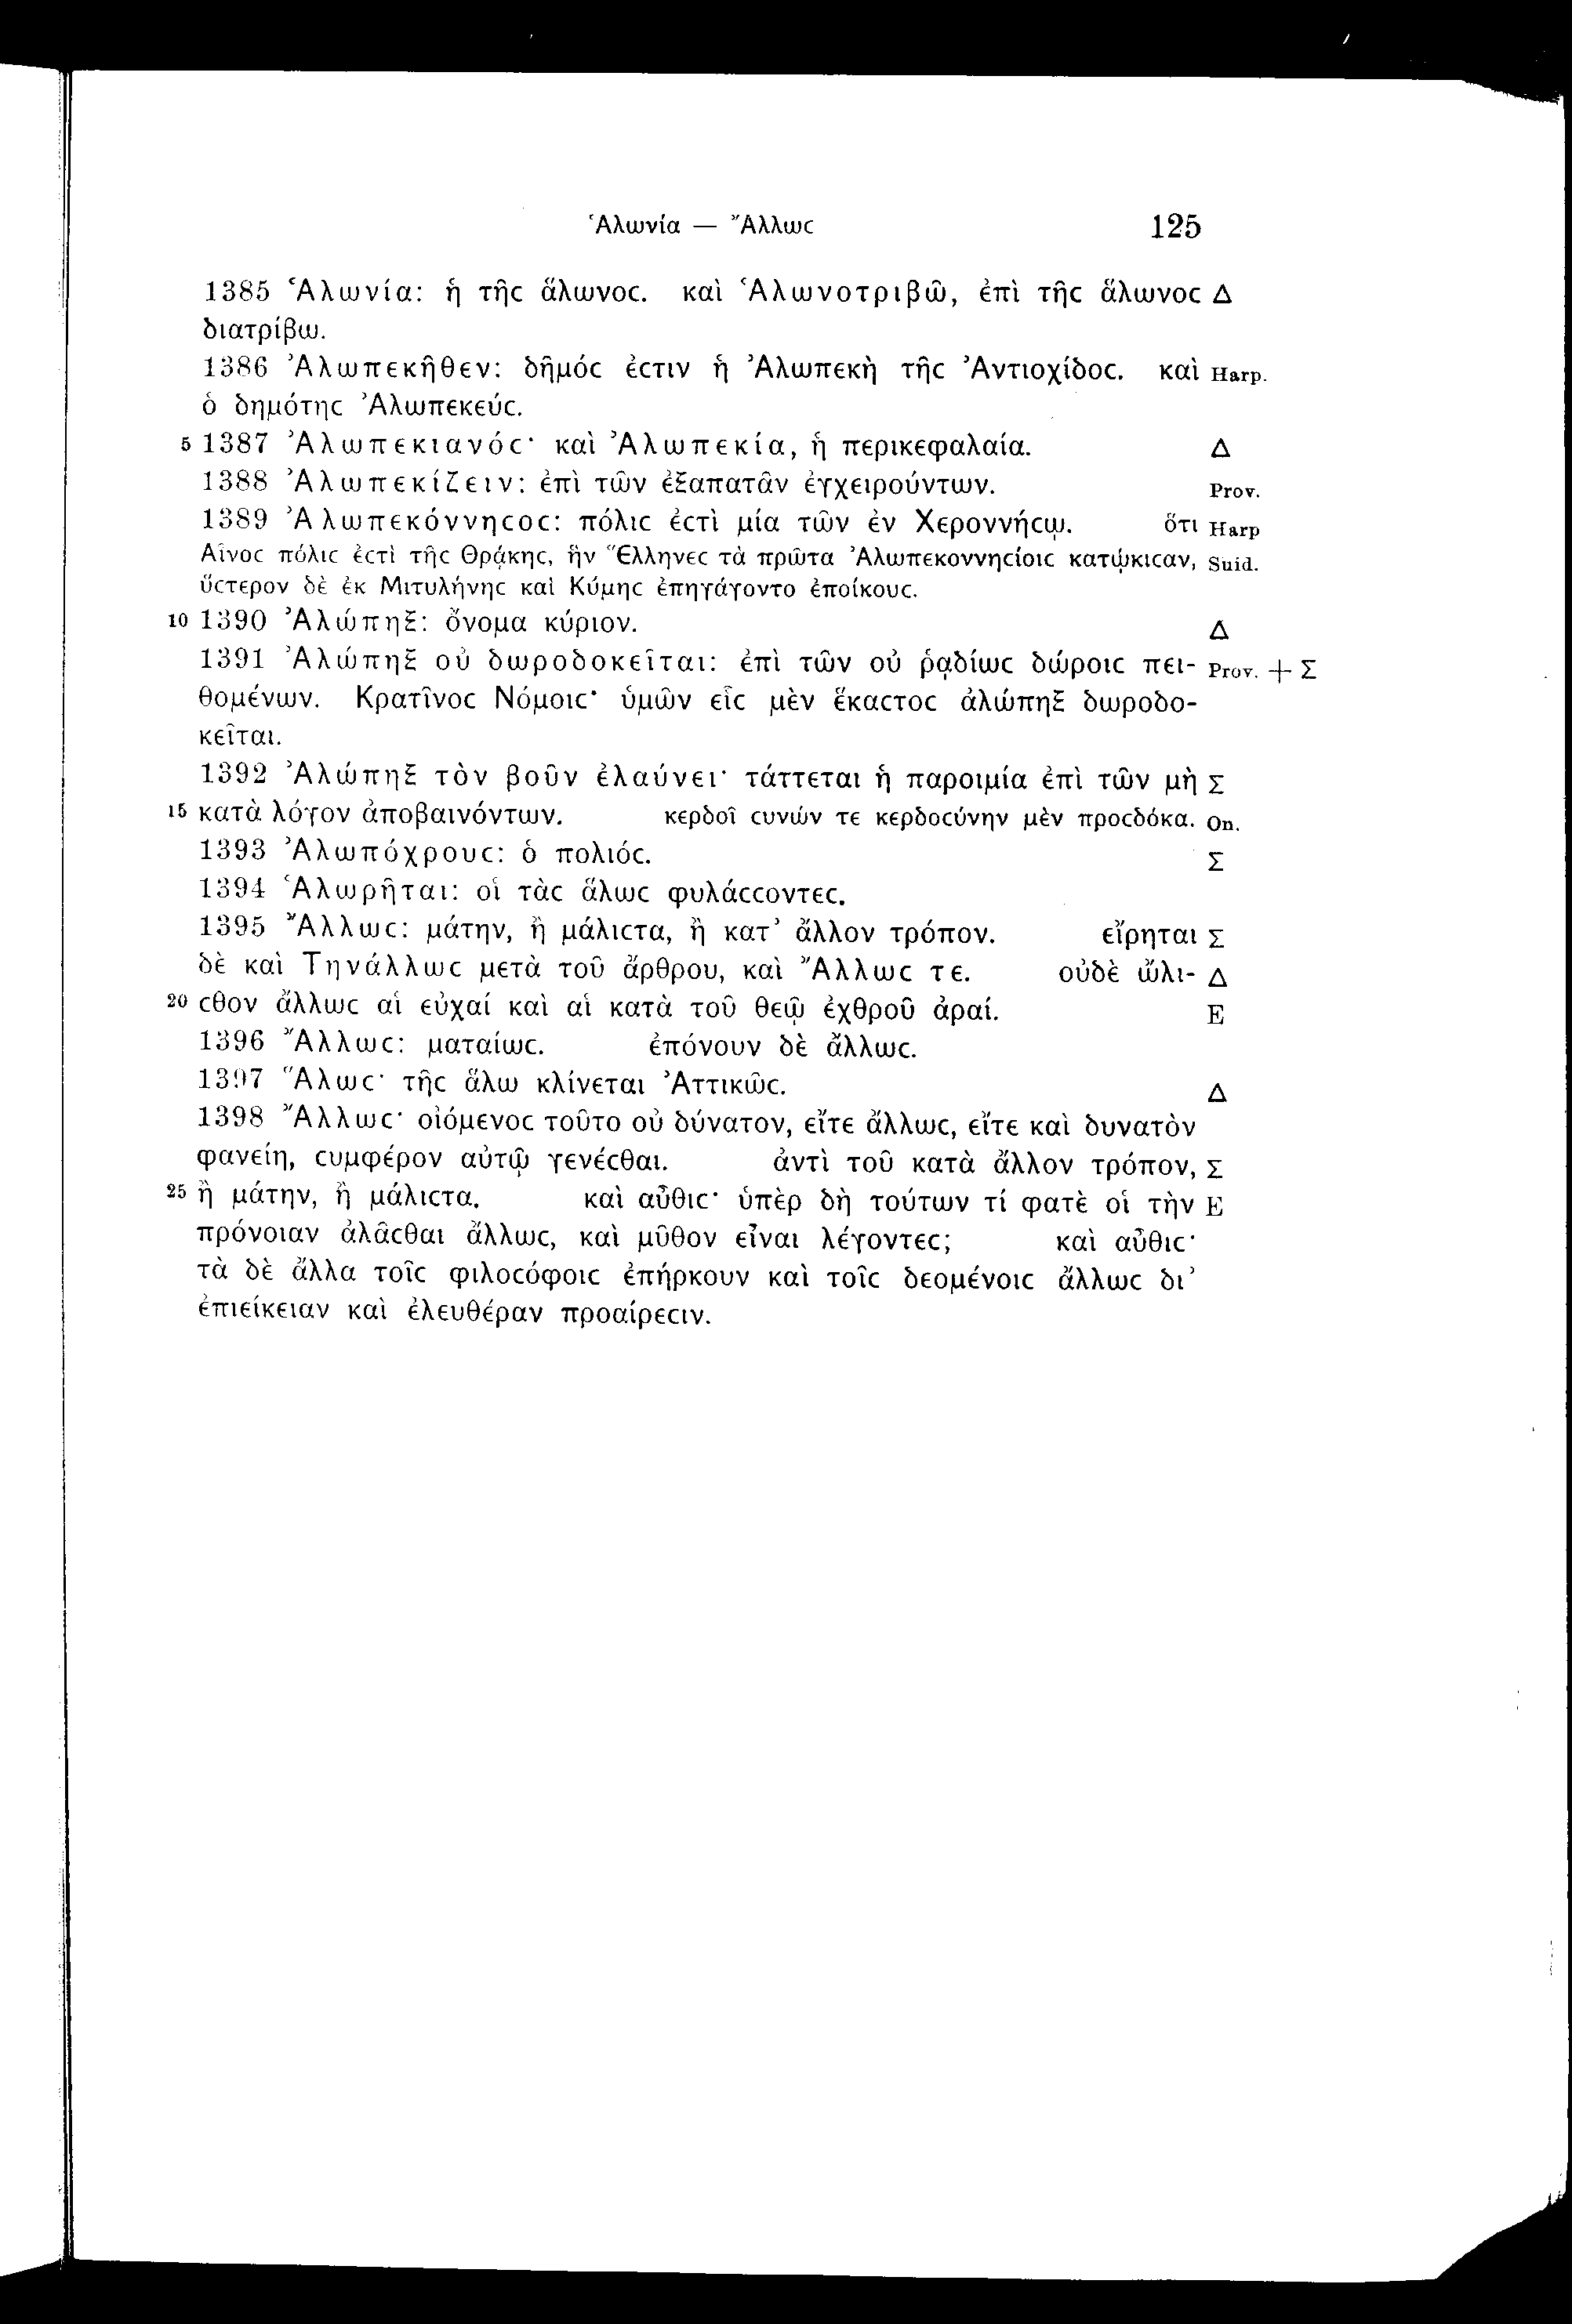 Ἁλωνία — Ἄλλωϲ 125
1385 Ἁλωνία: ἡ τῆϲ ἅλωνοϲ. καὶ Ἁλωνοτριβῶ, ἐπὶ τῆϲ ἅλωνοϲ Δ
διατρίβω.
1386 Ἀλωπεκῆθεν: δῆμόϲ ἐϲτιν ἡ Ἀλωπεκὴ τῆϲ Ἀντιοχίδοϲ. καὶ Harp.
ὁ δημότηϲ Ἀλωπεκεύϲ.
5 1387 Ἀλωπεκιανόϲ· καὶ Ἀλωπεκία, ἡ περικεφαλαία. Δ
1388 Ἀλωπεκίζειν: ἐπὶ τῶν ἐξαπατᾶν ἐγχειρούντων. Prov.
1389 Ἀλωπεκόννηϲοϲ: πόλιϲ ἐϲτὶ μία τῶν ἐν Χεροννήϲῳ. ὅτι Harp
Αἶνοϲ πόλιϲ ἐϲτὶ τῆϲ Θρᾴκηϲ, ἣν Ἕλληνεϲ τὰ πρῶτα Ἀλωπεκοννηϲίοιϲ κατῴκιϲαν, Suid.
ὕϲτερον δὲ ἐκ Μιτυλήνηϲ καὶ Κύμηϲ ἐπηγάγοντο ἐποίκουϲ.
10 1390 Ἀλώπηξ: ὄνομα κύριον. Δ
1391 Ἀλώπηξ οὐ δωροδοκεῖται: ἐπὶ τῶν οὐ ῥᾳδίωϲ δώροιϲ πει- Prov. + Σ
θομένων. Κρατῖνοϲ Νόμοιϲ· ὑμῶν εἷϲ μὲν ἕκαϲτοϲ ἀλώπηξ δωροδο-
κεῖται.
1392 Ἀλώπηξ τὸν βοῦν ἐλαύνει· τάττεται ἡ παροιμία ἐπὶ τῶν μὴ Σ
15 κατὰ λόγον ἀποβαινόντων. κερδοῖ ϲυνών τε κερδοϲύνην μὲν προϲδόκα. On.
1393 Ἀλωπόχρουϲ: ὁ πολιόϲ. Σ
1394 Ἁλωρῆται: οἱ τὰϲ ἅλωϲ φυλάϲϲοντεϲ.
1395 Ἄλλωϲ: μάτην, ἢ μάλιϲτα, ἢ κατ’ ἄλλον τρόπον. εἴρηται Σ
δὲ καὶ Τηνάλλωϲ μετὰ τοῦ ἄρθρου, καὶ Ἄλλωϲ τε. οὐδὲ ὤλι- Δ
20 ϲθον ἄλλωϲ αἱ εὐχαί καὶ αἱ κατὰ τοῦ θεῷ ἐχθροῦ ἀραί. E
1396 Ἄλλωϲ: ματαίωϲ. ἐπόνουν δὲ ἄλλωϲ.
1397 Ἅλωϲ· τῆϲ ἅλω κλίνεται Ἀττικῶϲ. Δ
1398 Ἄλλωϲ· οἰόμενοϲ τοῦτο οὐ δύνατον, εἴτε ἄλλωϲ, εἴτε καὶ δυνατὸν
φανείη, ϲυμφέρον αὐτῷ γενέϲθαι. ἀντὶ τοῦ κατὰ ἄλλον τρόπον, Σ
25 ἢ μάτην, ἢ μάλιϲτα. καὶ αὖθιϲ· ὑπὲρ δὴ τούτων τί φατὲ οἱ τὴν E
πρόνοιαν ἀλᾶϲθαι ἄλλωϲ, καὶ μῦθον εἶναι λέγοντεϲ; καὶ αὖθιϲ·
τὰ δὲ ἄλλα τοῖϲ φιλοϲόφοιϲ ἐπήρκουν καὶ τοῖϲ δεομένοιϲ ἄλλωϲ δι’
ἐπιείκειαν καὶ ἐλευθέραν προαίρεϲιν.